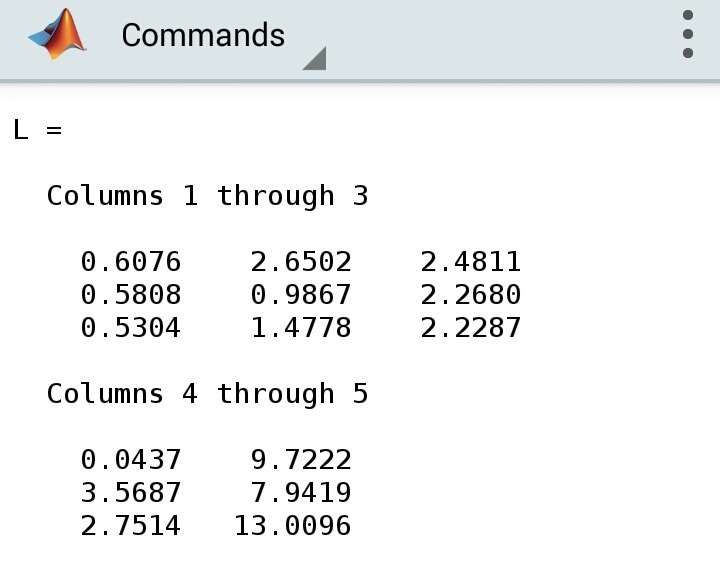 Commands
L =
Columns 1 through 3
0.6076 2.6502 2.4811
0.5808 0.9867 2.2680
0.5304 1.4778 2.2287
Columns 4 through 5
0.0437 9.7222
3.5687 7.9419
2.7514 13.0096